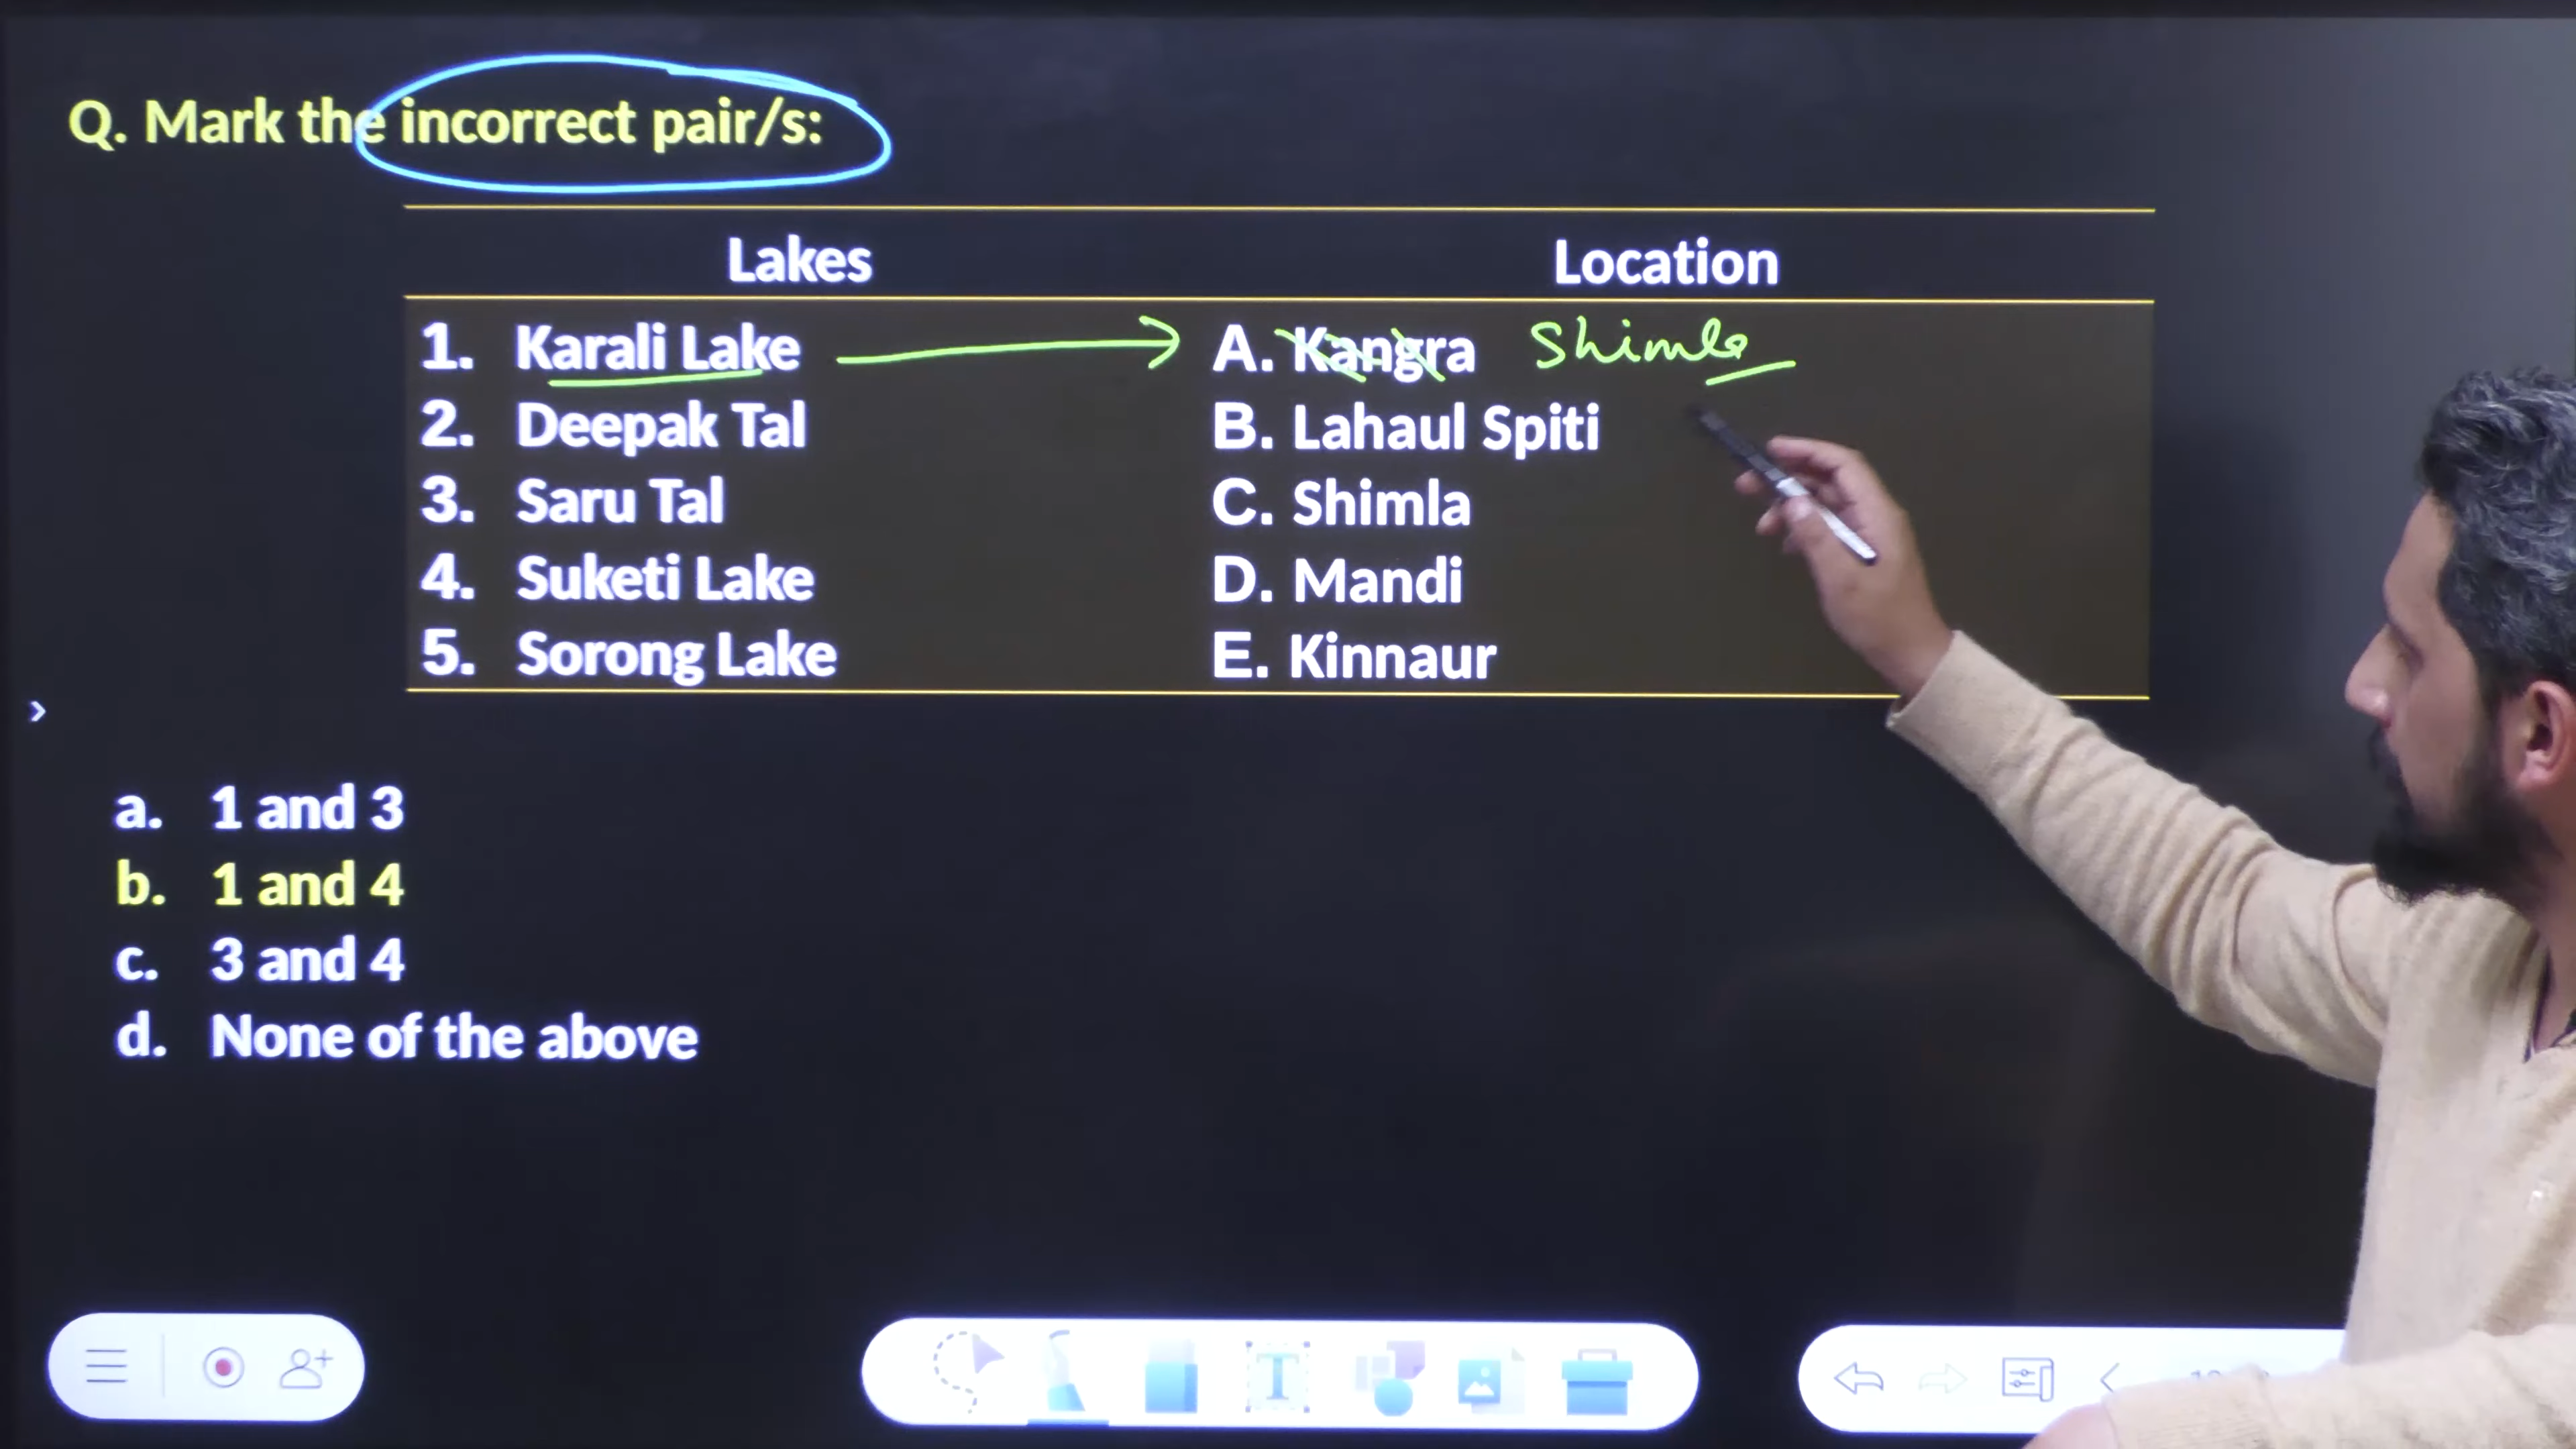 Q. Mark the incorrect pair/s:
Lakes Location
1. Karali Lake A. Kangra Shimla
2. Deepak Tal B. Lahaul Spiti
3. Saru Tal C. Shimla
4. Suketi Lake D. Mandi
5. Sorong Lake E. Kinnaur
a. 1 and 3
b. 1 and 4
c. 3 and 4
d. None of the above